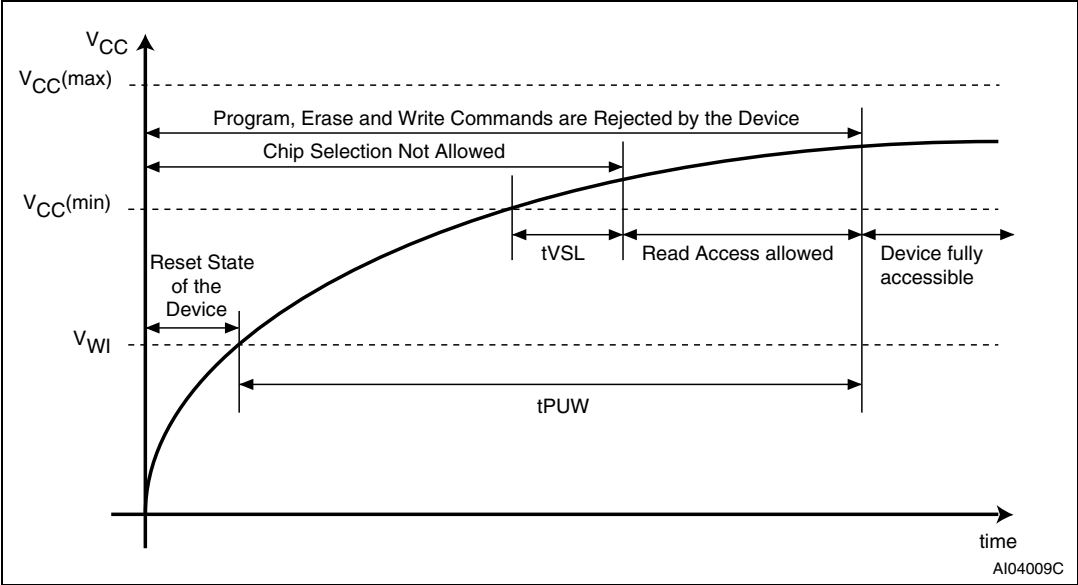 VCC
VCC(max)
Program, Erase and Write Commands are Rejected by the Device
Chip Selection Not Allowed
VCC(min)
tVSL
Read Access allowed
Device fully
accessible
Reset State
of the
Device
VWI
tPUW
time
AI04009C